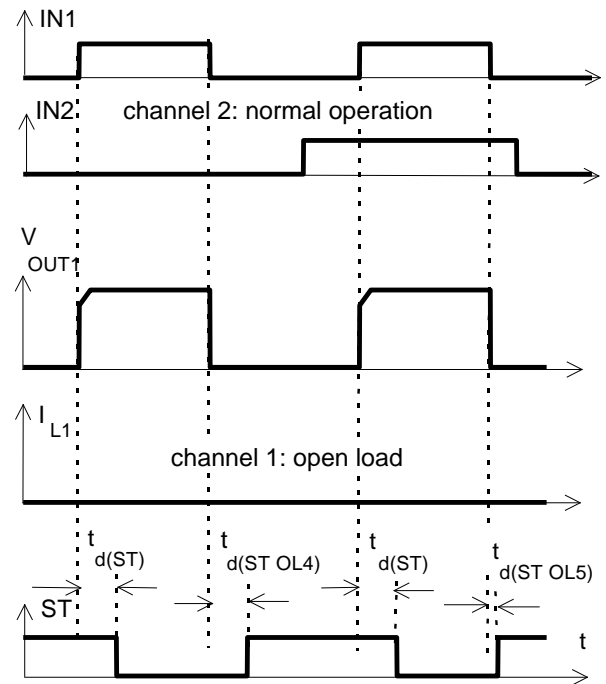 IN1
IN2
channel 2: normal operation
V
OUT1
I
L1
channel 1: open load
t
d(ST)
t
d(ST OL4)
t
d(ST)
t
d(ST OL5)
ST
t